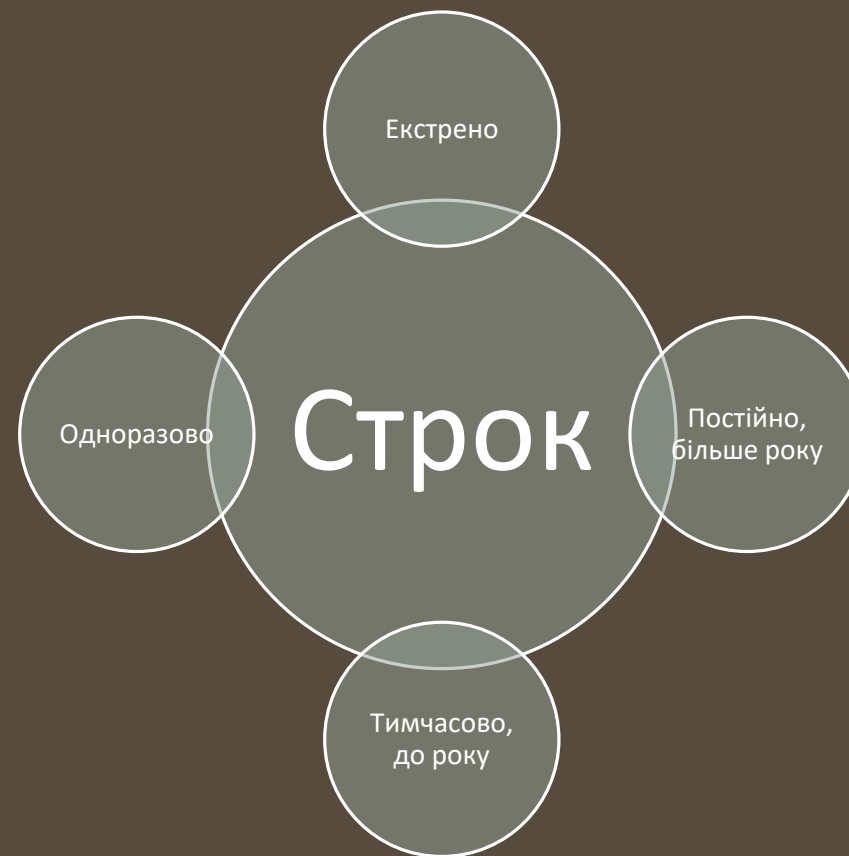 Екстрено
Одноразово
Строк
Постійно,
більше року
Тимчасово,
до року